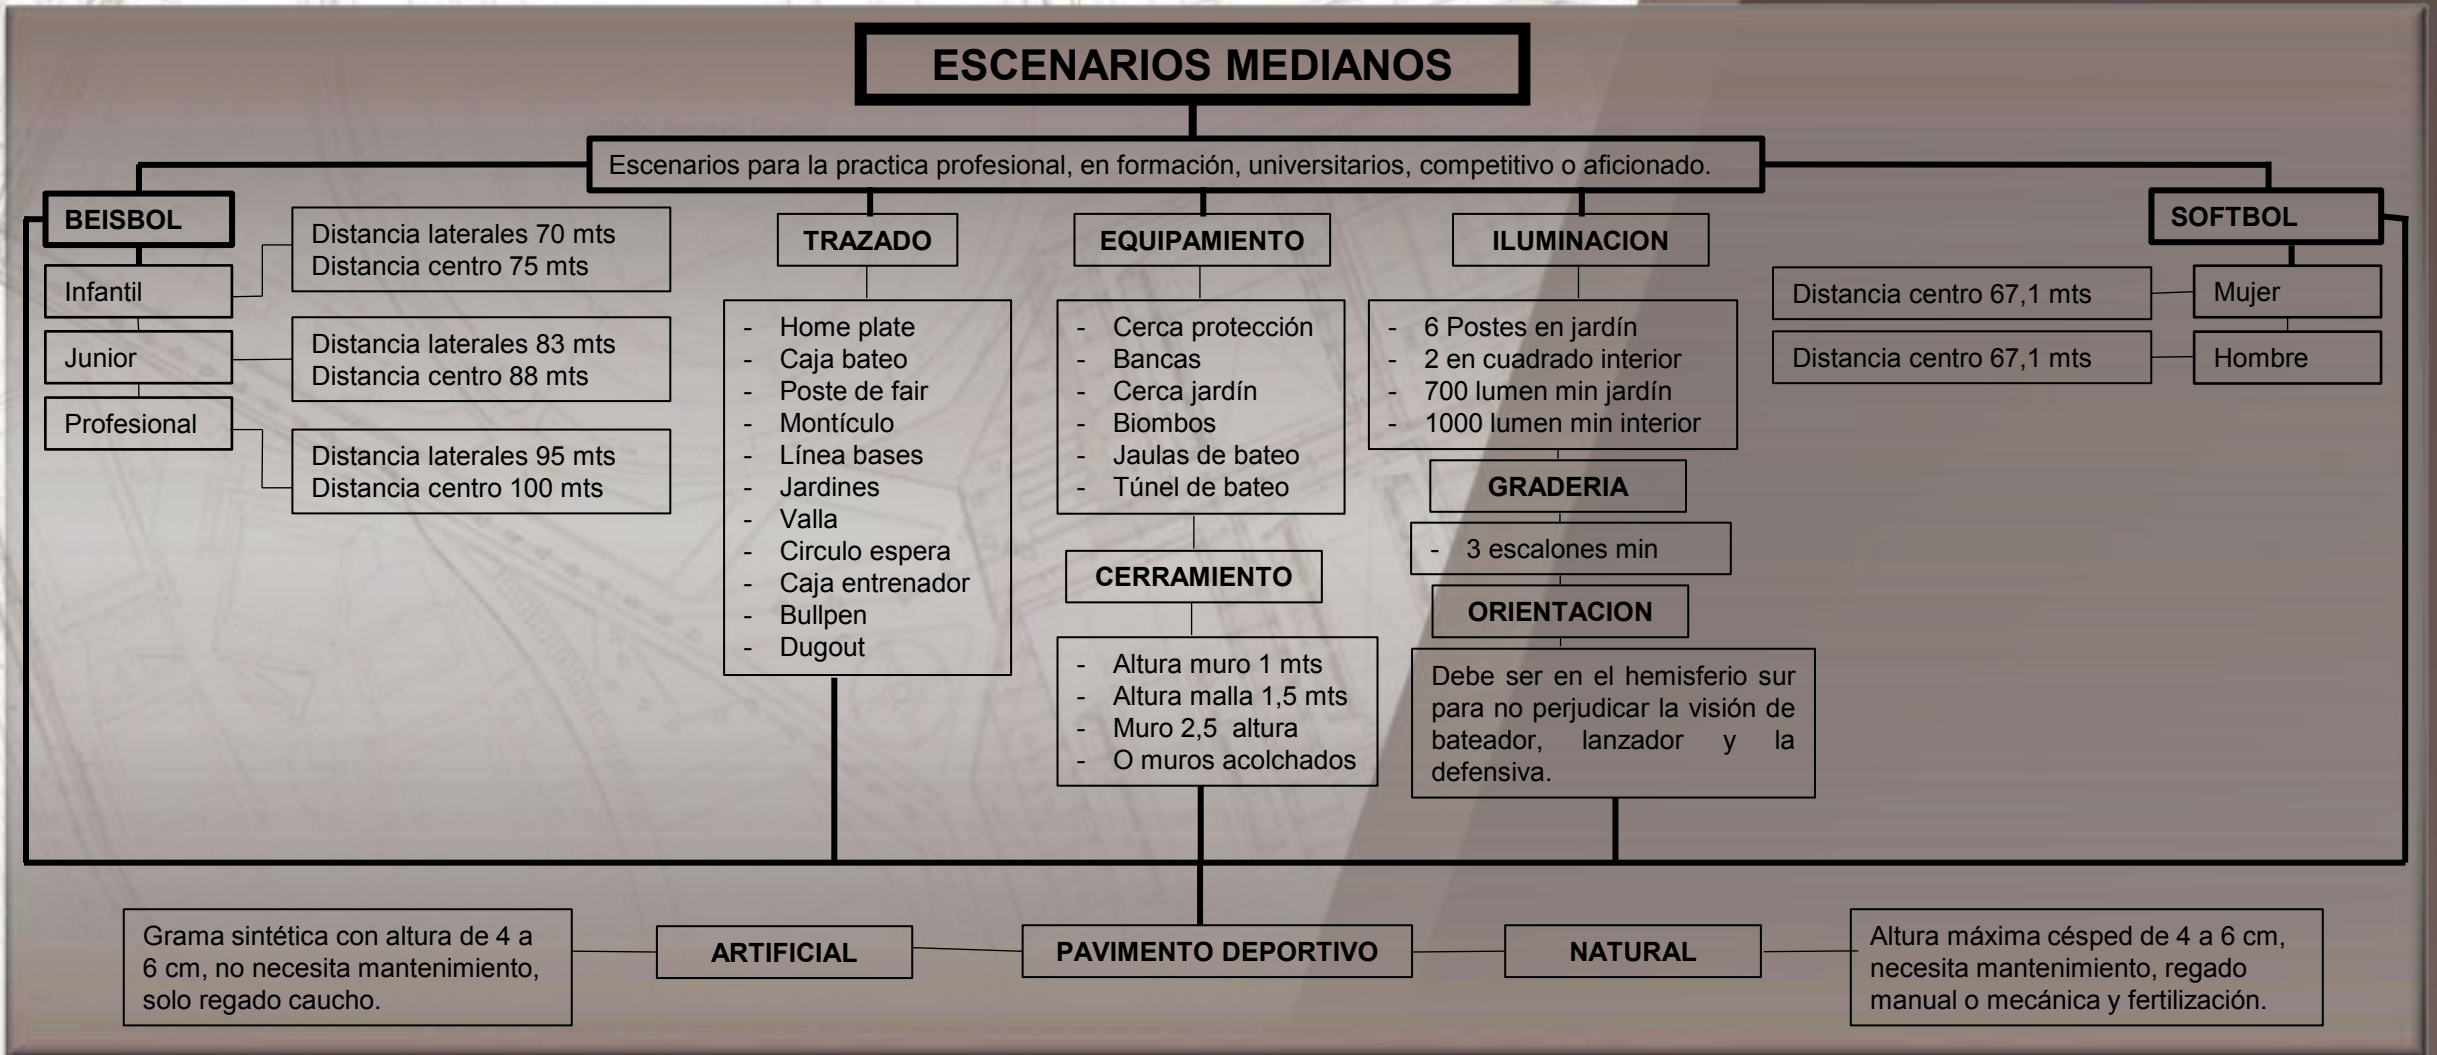 ESCENARIOS MEDIANOS
Escenarios para la practica profesional, en formación, universitarios, competitivo o aficionado.
BEISBOL
Infantil
Distancia laterales 70 mts
Distancia centro 75 mts
Junior
Distancia laterales 83 mts
Distancia centro 88 mts
Profesional
Distancia laterales 95 mts
Distancia centro 100 mts
TRAZADO
- Home plate
- Caja bateo
- Poste de fair
- Montículo
- Línea bases
- Jardines
- Valla
- Circulo espera
- Caja entrenador
- Bullpen
- Dugout
EQUIPAMIENTO
- Cerca protección
- Bancas
- Cerca jardín
- Biombos
- Jaulas de bateo
- Túnel de bateo
CERRAMIENTO
- Altura muro 1 mts
- Altura malla 1,5 mts
- Muro 2,5 altura
- O muros acolchados
ILUMINACION
- 6 Postes en jardín
- 2 en cuadrado interior
- 700 lumen min jardín
- 1000 lumen min interior
GRADERIA
- 3 escalones min
ORIENTACION
Debe ser en el hemisferio sur
para no perjudicar la visión de
bateador, lanzador y la
defensiva.
SOFTBOL
Mujer
Distancia centro 67,1 mts
Hombre
Distancia centro 67,1 mts
PAVIMENTO DEPORTIVO
ARTIFICIAL
Grama sintética con altura de 4 a
6 cm, no necesita mantenimiento,
solo regado caucho.
NATURAL
Altura máxima césped de 4 a 6 cm,
necesita mantenimiento, regado
manual o mecánica y fertilización.